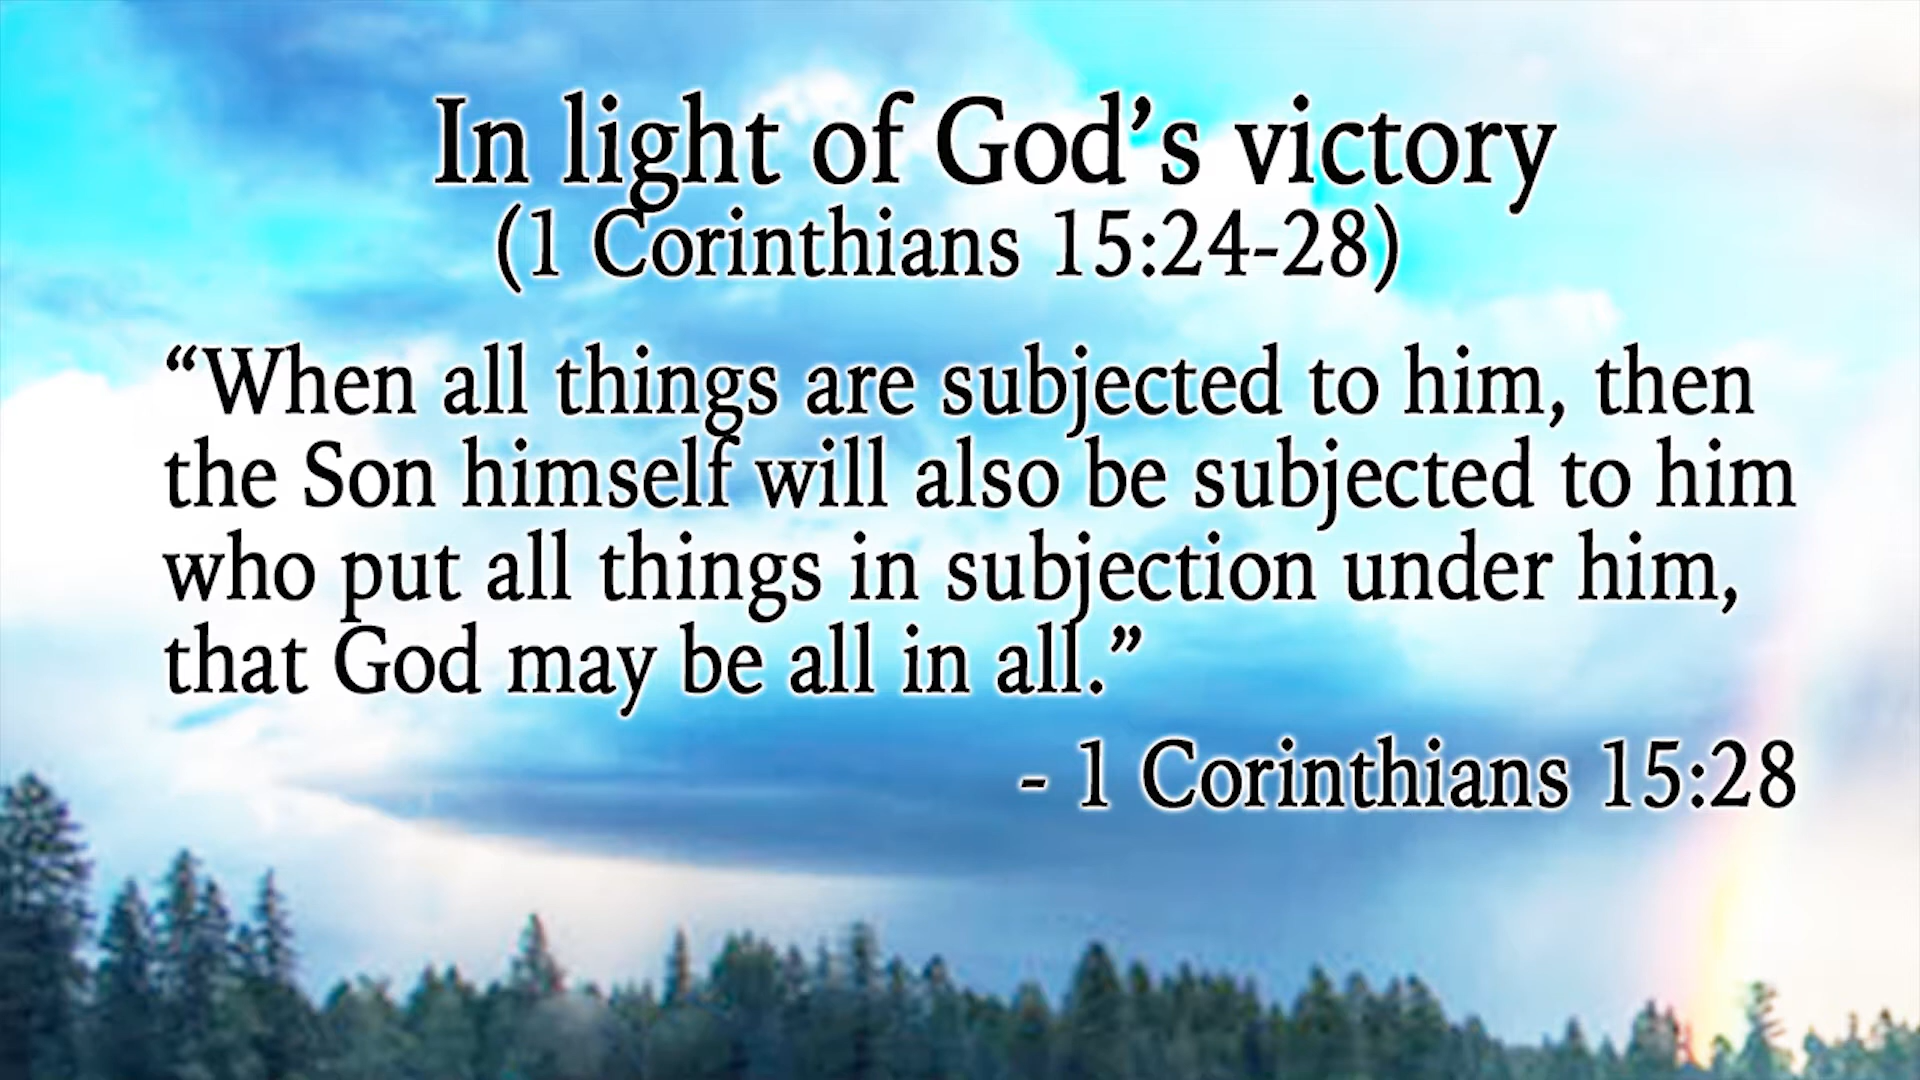 In light of God’s victory
(1 Corinthians 15:24-28)
“When all things are subjected to him, then
the Son himself will also be subjected to him
who put all things in subjection under him,
that God may be all in all.”
- 1 Corinthians 15:28